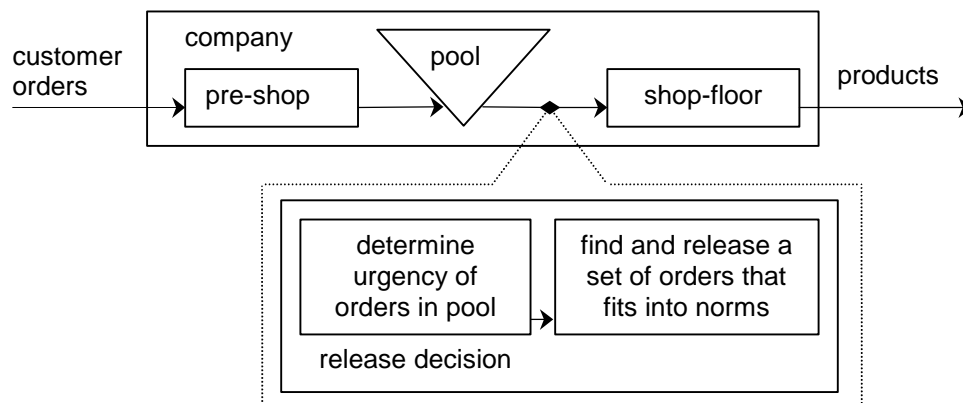 company
customer
orders
pool
products
pre-shop
shop-floor
determine
urgency of
orders in pool
find and release a
set of orders that
fits into norms
release decision